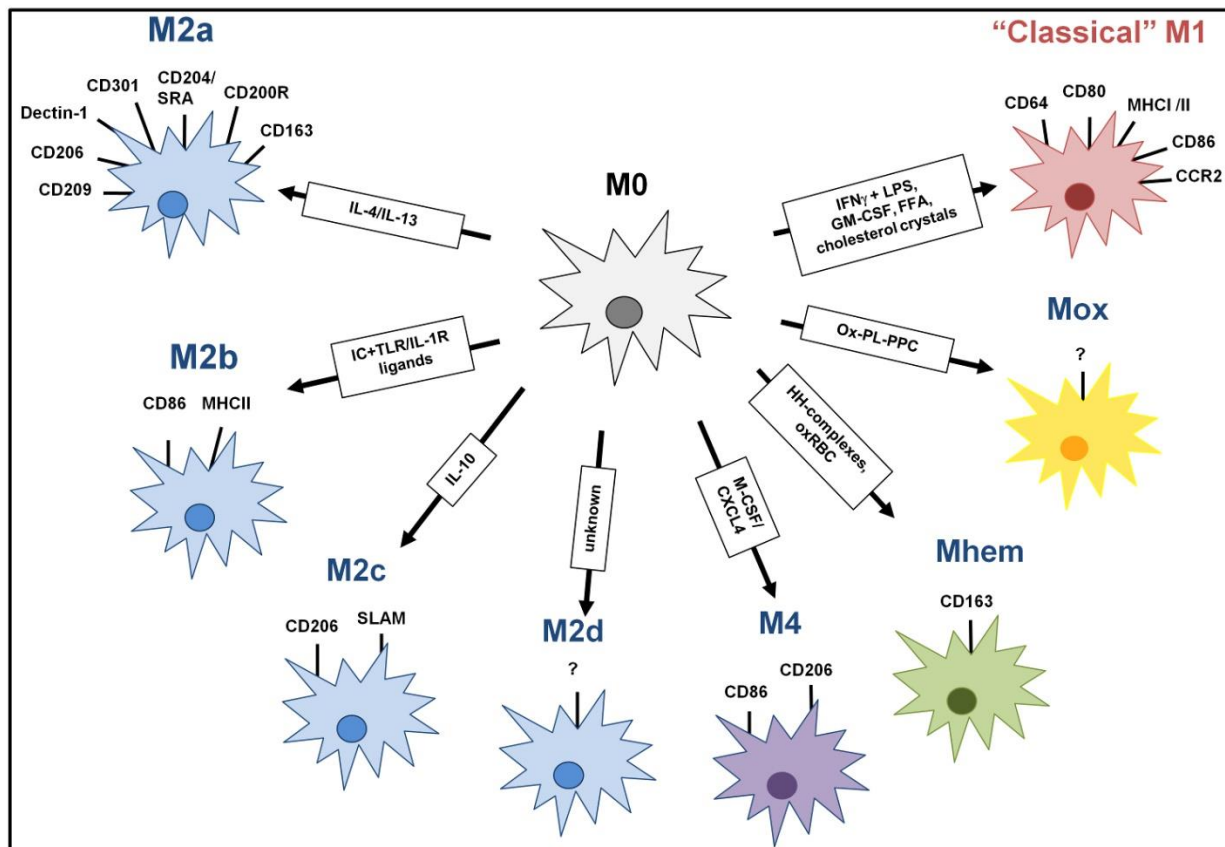 M2a
"Classical" M1
CD301
CD204/
SRA
CD200R
Dectin-1
CD163
CD206
CD209
CD64
CD80
MHCI /II
CD86
CCR2
M0
IL-4/IL-13
IFNγ + LPS,
GM-CSF, FFA,
cholesterol crystals
Mox
?
Ox-PL-PPC
M2b
CD86
MHCII
IC+TLR/IL-1R
ligands
HH-complexes,
oxRBC
IL-10
unknown
M-CSF/
CXCL4
Mhem
CD163
M2c
CD206
SLAM
M2d
?
M4
CD86
CD206